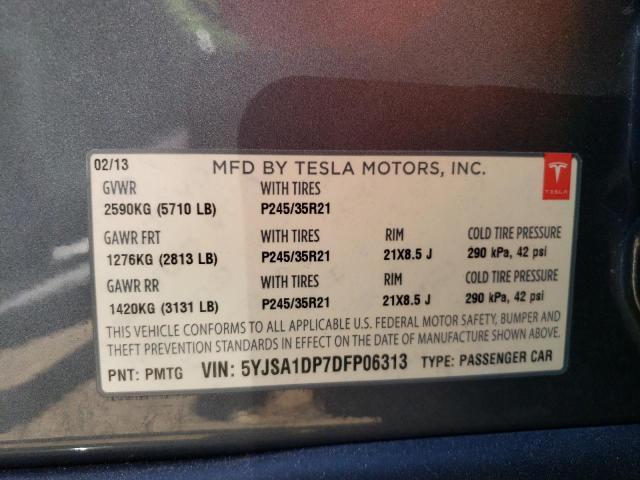 02/13 MFD BY TESLA MOTORS, INC.
TESLA
GVWR WITH TIRES
2590KG (5710 LB) P245/35R21
GAWR FRT WITH TIRES RIM COLD TIRE PRESSURE
1276KG (2813 LB) P245/35R21 21X8.5 J 290 kPa, 42 psi
GAWR RR WITH TIRES RIM COLD TIRE PRESSURE
1420KG (3131 LB) P245/35R21 21X8.5 J 290 kPa, 42 psi
THIS VEHICLE CONFORMS TO ALL APPLICABLE U.S. FEDERAL MOTOR SAFETY, BUMPER AND
THEFT PREVENTION STANDARDS IN EFFECT ON THE DATE OF MANUFACTURE SHOWN ABOVE.
PNT: PMTG VIN: 5YJSA1DP7DFP06313 TYPE: PASSENGER CAR